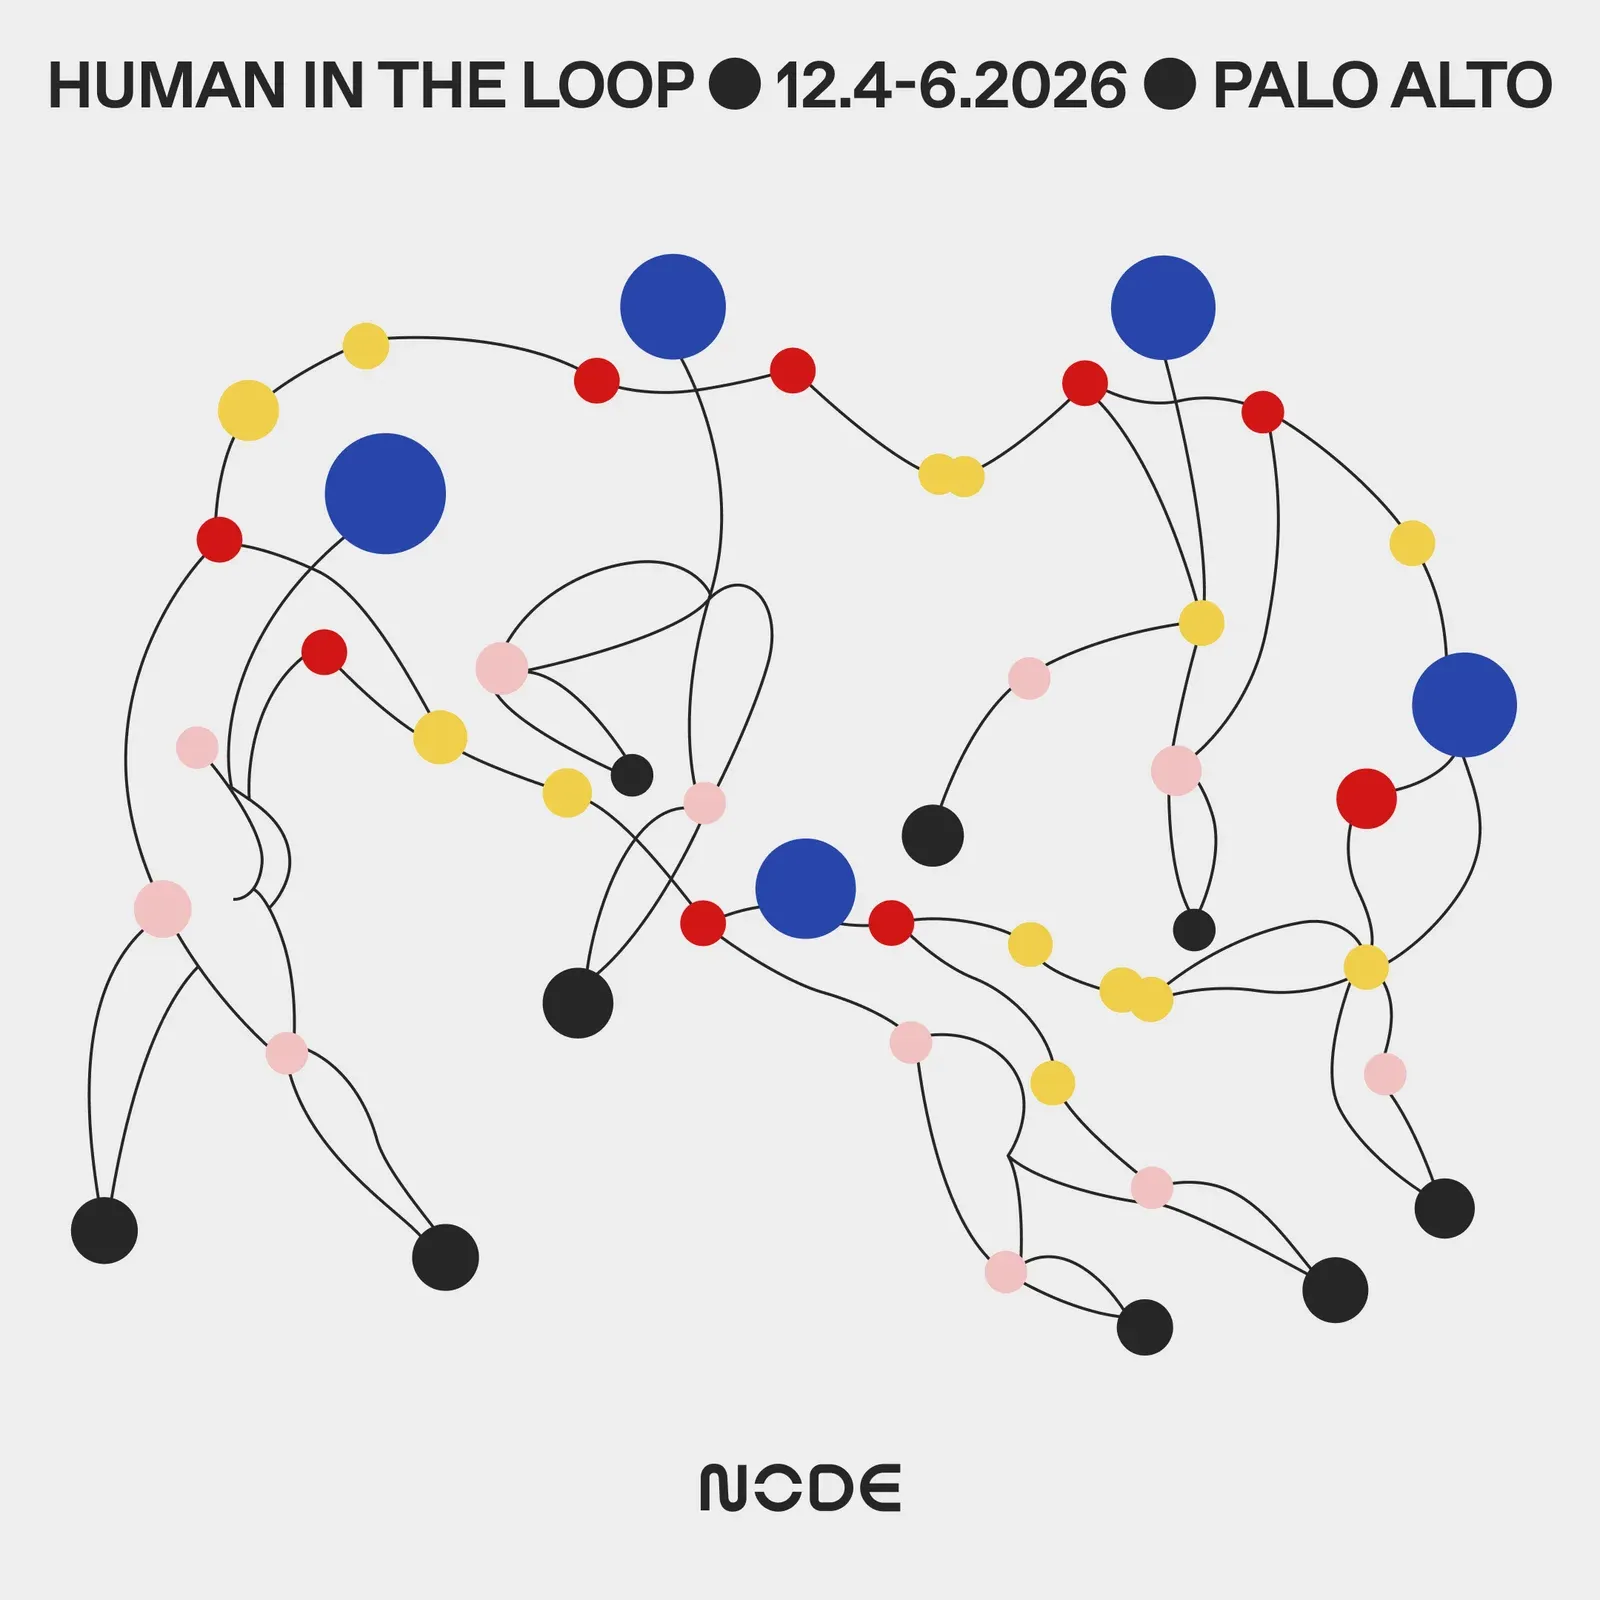 HUMAN IN THE LOOP ● 12.4-6.2026 ● PALO ALTO
NODE